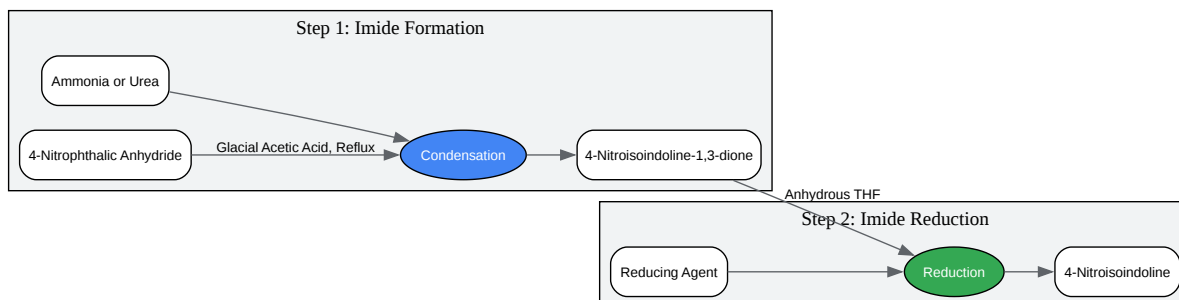 Step 1: Imide Formation
Ammonia or Urea
4-Nitrophthalic Anhydride
Glacial Acetic Acid, Reflux
Condensation
4-Nitroisoindoline-1,3-dione
Anhydrous THF
Step 2: Imide Reduction
Reducing Agent
Reduction
4-Nitroisoindoline